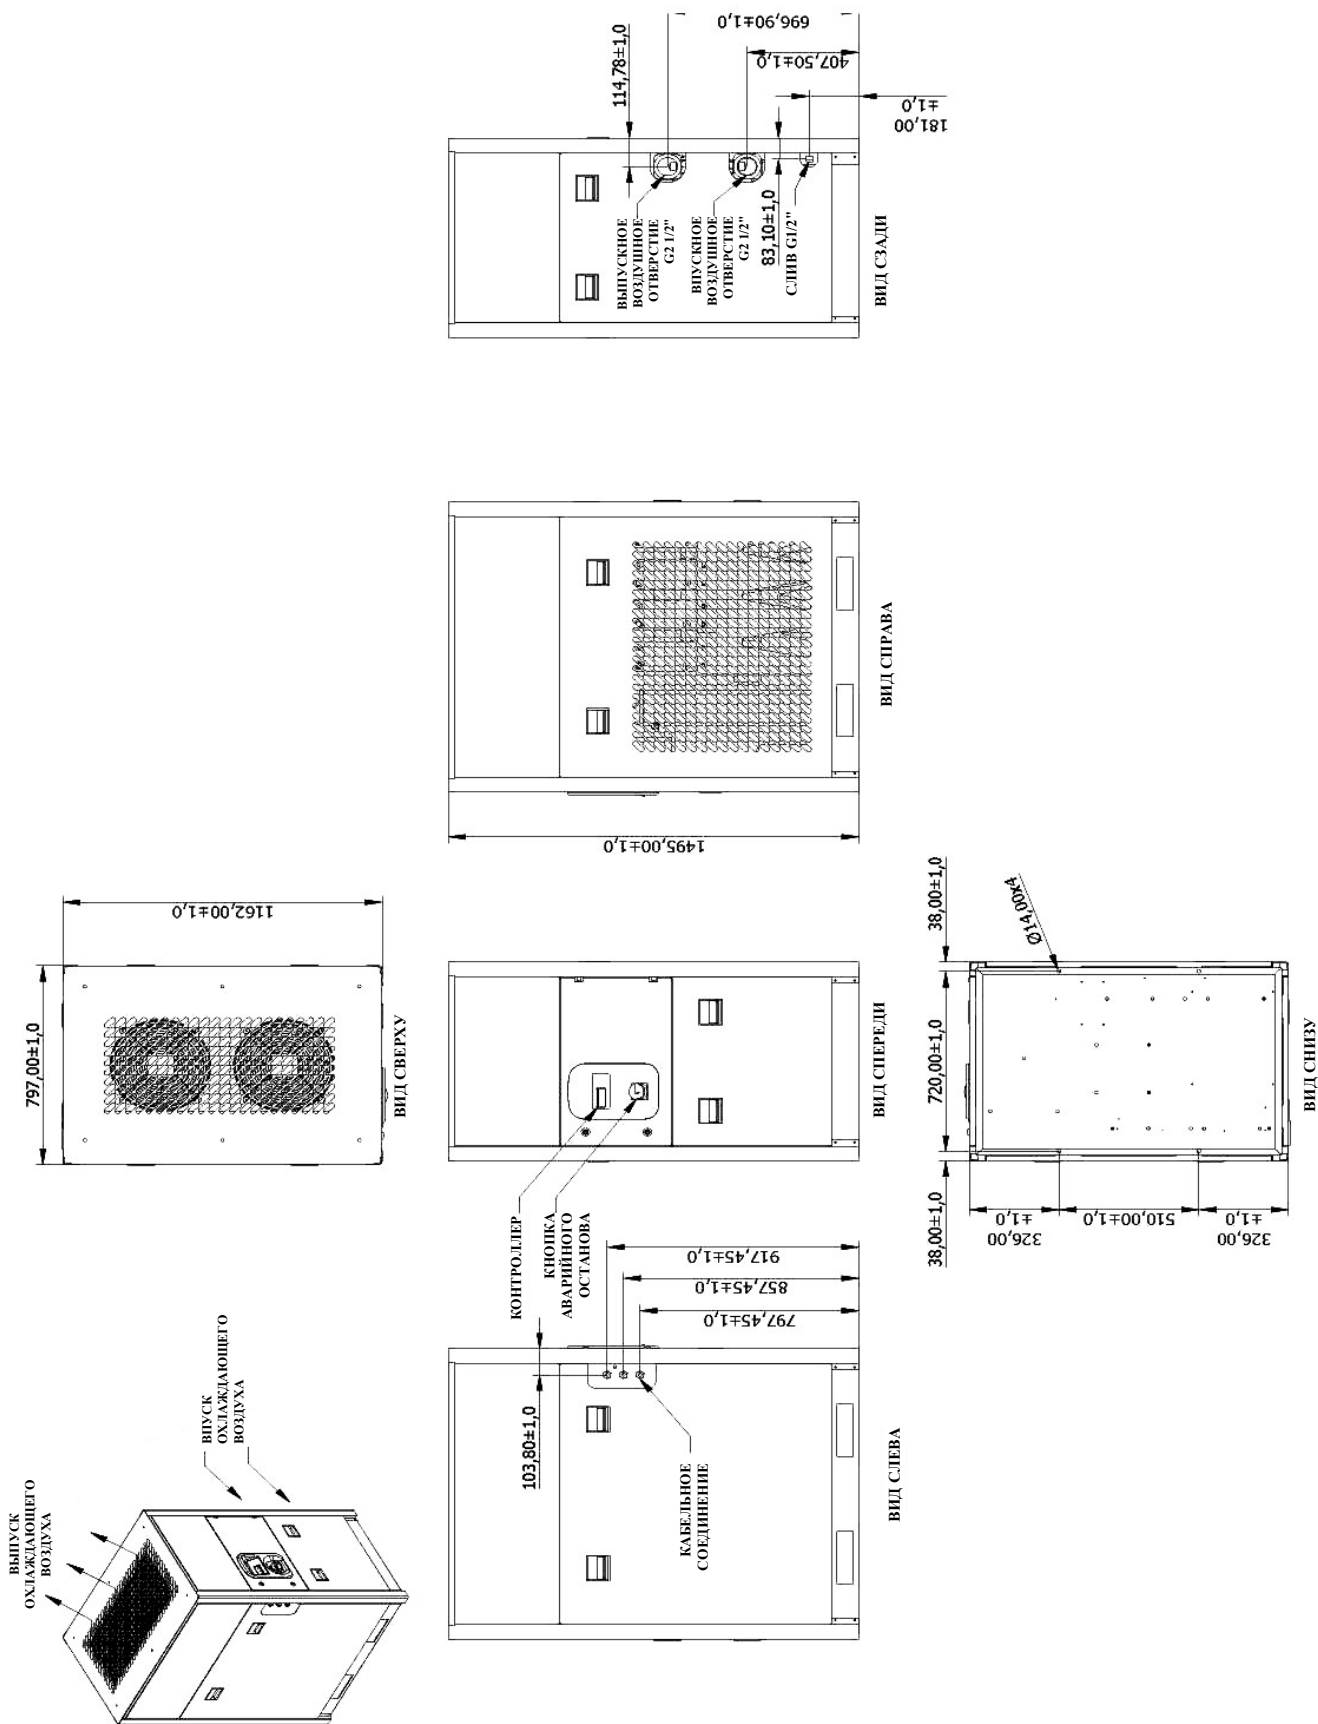 ВЫПУСК
ОХЛАЖДАЮЩЕГО
ВОЗДУХА
ВПУСК
ОХЛАЖДАЮЩЕГО
ВОЗДУХА
797,00±1,0
1162,00±1,0
ВИД СВЕРХУ
103,80±1,0
917,45±1,0
857,45±1,0
797,45±1,0
КАБЕЛЬНОЕ
СОЕДИНЕНИЕ
ВИД СЛЕВА
КОНТРОЛЛЕР
КНОПКА
АВАРИЙНОГО
ОСТАНОВА
ВИД СПЕРЕДИ
1495,00±1,0
ВИД СПРАВА
114,78±1,0
696,90±1,0
407,50±1,0
181,00
±1,0
ВЫПУСКНОЕ
ВОЗДУШНОЕ
ОТВЕРСТИЕ
G2 1/2"
ВПУСКНОЕ
ВОЗДУШНОЕ
ОТВЕРСТИЕ
G2 1/2"
83,10±1,0
СЛИВ G1/2"
ВИД СЗАДИ
38,00±1,0
720,00±1,0
38,00±1,0
Ø14,00x4
326,00
±1,0
510,00±1,0
326,00
±1,0
ВИД СНИЗУ